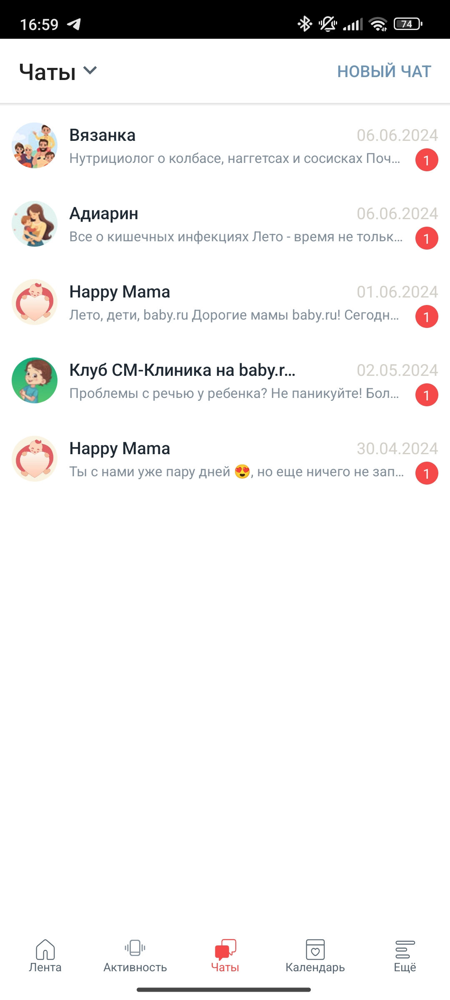 16:59
74
Чаты
НОВЫЙ ЧАТ
Вязанка
06.06.2024
Нутрициолог о колбасе, наггетсах и сосисках Поч...
1
Адиарин
06.06.2024
Все о кишечных инфекциях Лето - время не тольк...
1
Happy Mama
01.06.2024
Лето, дети, baby.ru Дорогие мамы baby.ru! Сегодн...
1
Клуб СМ-Клиника на baby.r...
02.05.2024
Проблемы с речью у ребенка? Не паникуйте! Бол...
1
Happy Mama
30.04.2024
Ты с нами уже пару дней 😍, но еще ничего не зап...
1
Лента
Активность
Чаты
Календарь
Ещё